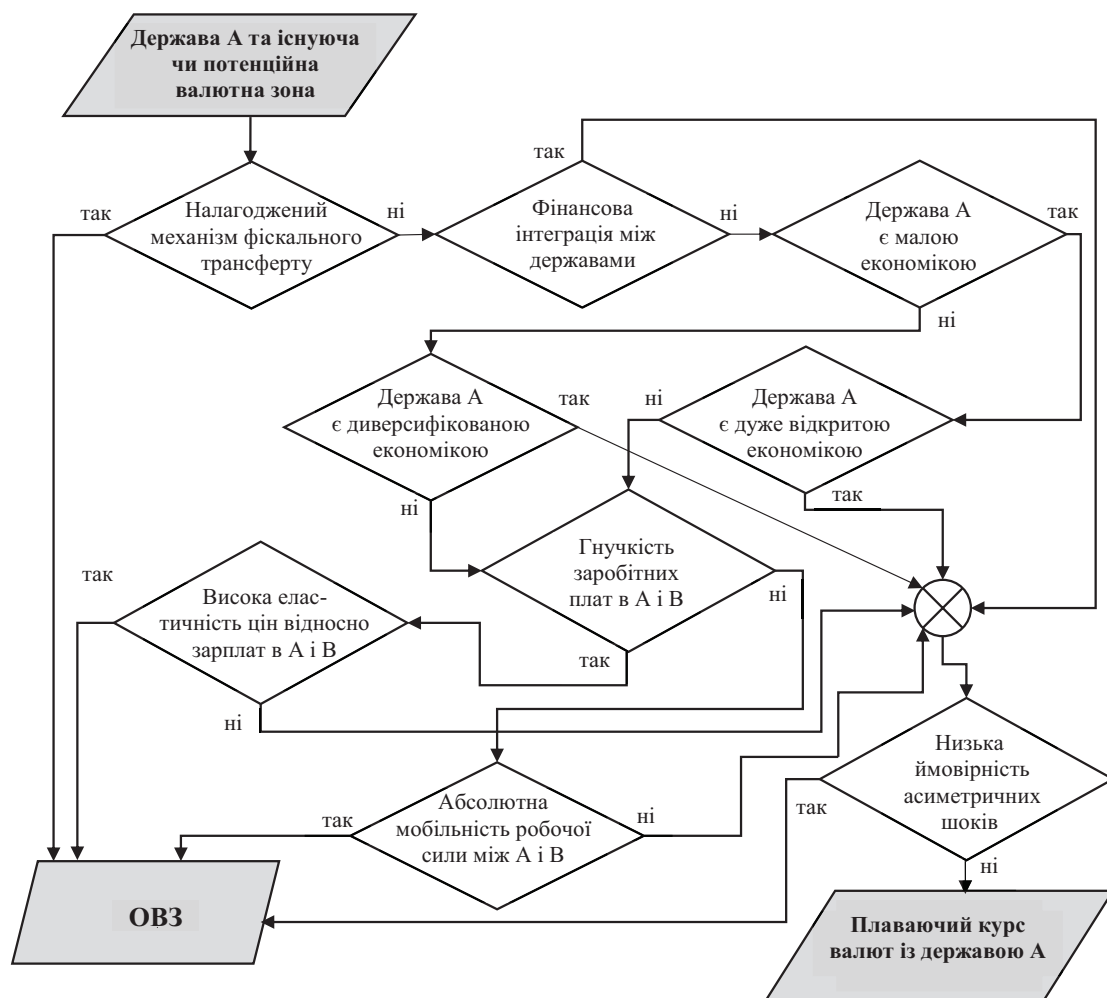 Держава А та існуюча
чи потенційна
валютна зона
так
Налагоджений
механізм фіскального
трансферту
ні
так
Фінансова
інтеграція між
державами
ні
Держава А
є малою
економікою
так
ні
Держава А
є диверсифікованою
економікою
так
ні
ні
Держава А
є дуже відкритою
економікою
так
Гнучкість
заробітних
плат в А і В
ні
так
так
Висока елас-
тичність цін відносно
зарплат в А і В
ні
так
Абсолютна
мобільність робочої
сили між А і В
ні
Низька
ймовірність
асиметричних
шоків
так
ні
ОВЗ
Плаваючий курс
валют із державою А